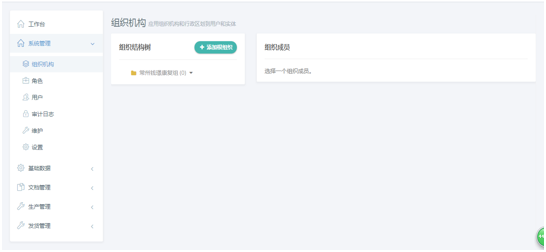 工作台
系统管理
组织机构
角色
用户
审计日志
维护
设置
基础数据
文档管理
生产管理
发货管理
组织机构
组织结构树
添加根组织
(0)
组织成员
选择一个组织成员。